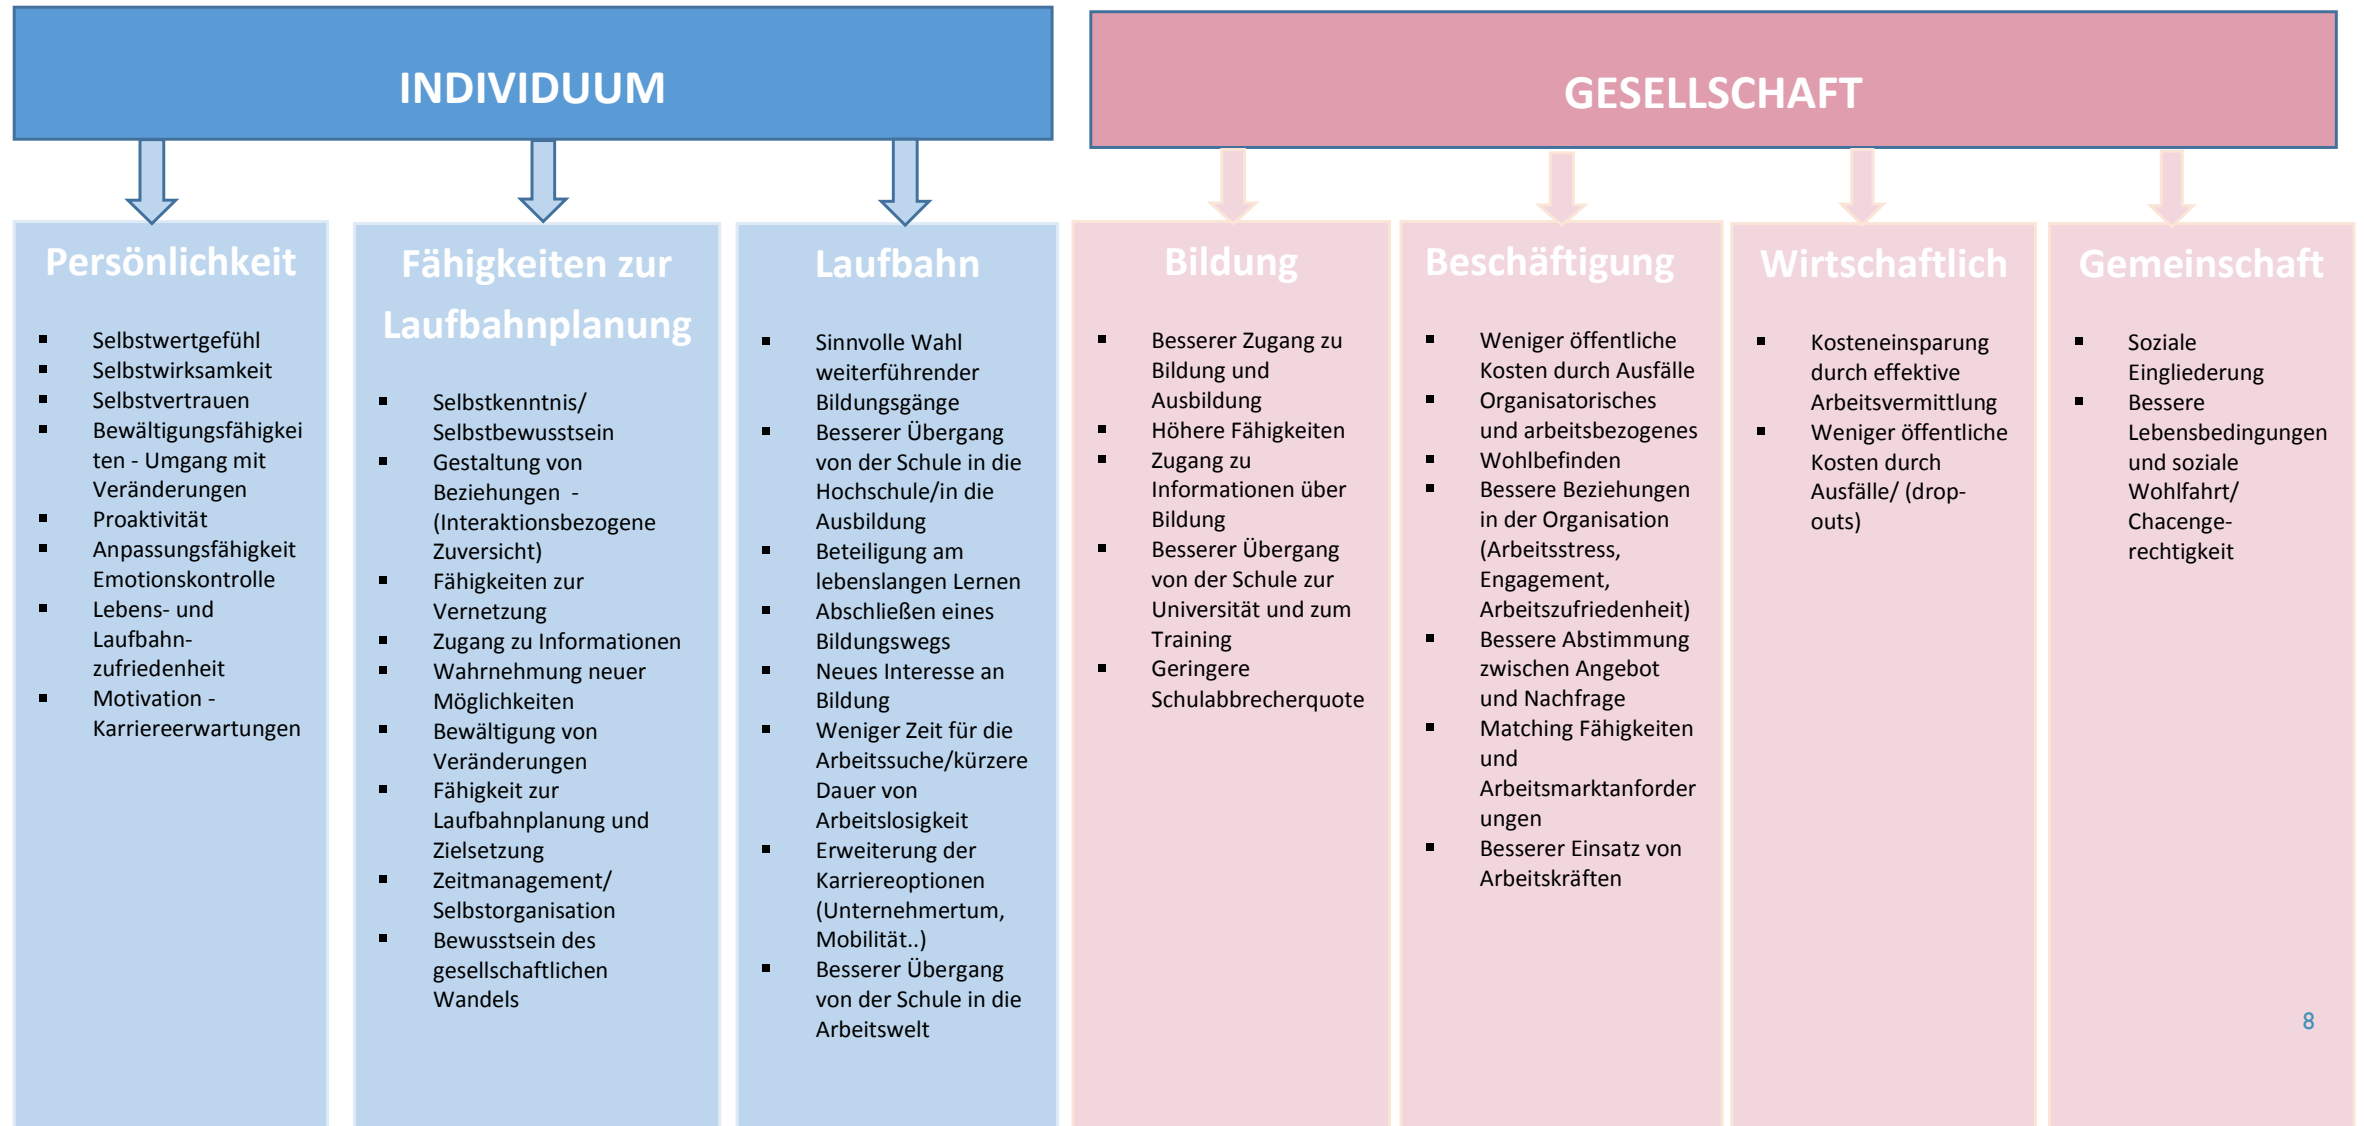 INDIVIDUUM
GESELLSCHAFT
Persönlichkeit
▪ Selbstwertgefühl
▪ Selbstwirksamkeit
▪ Selbstvertrauen
▪ Bewältigungsfähigkei
ten - Umgang mit
Veränderungen
▪ Proaktivität
▪ Anpassungsfähigkeit
Emotionskontrolle
▪ Lebens- und
Laufbahn-
zufriedenheit
▪ Motivation -
Karriereerwartungen
Fähigkeiten zur
Laufbahnplanung
▪ Selbstkenntnis/
Selbstbewusstsein
▪ Gestaltung von
Beziehungen -
(Interaktionsbezogene
Zuversicht)
▪ Fähigkeiten zur
Vernetzung
▪ Zugang zu Informationen
▪ Wahrnehmung neuer
Möglichkeiten
▪ Bewältigung von
Veränderungen
▪ Fähigkeit zur
Laufbahnplanung und
Zielsetzung
▪ Zeitmanagement/
Selbstorganisation
▪ Bewusstsein des
gesellschaftlichen
Wandels
Laufbahn
▪ Sinnvolle Wahl
weiterführender
Bildungsgänge
▪ Besserer Übergang
von der Schule in die
Hochschule/in die
Ausbildung
▪ Beteiligung am
lebenslangen Lernen
▪ Abschließen eines
Bildungswegs
▪ Neues Interesse an
Bildung
▪ Weniger Zeit für die
Arbeitssuche/kürzere
Dauer von
Arbeitslosigkeit
▪ Erweiterung der
Karriereoptionen
(Unternehmertum,
Mobilität..)
▪ Besserer Übergang
von der Schule in die
Arbeitswelt
Bildung
▪ Besserer Zugang zu
Bildung und
Ausbildung
▪ Höhere Fähigkeiten
▪ Zugang zu
Informationen über
Bildung
▪ Besserer Übergang
von der Schule zur
Universität und zum
Training
▪ Geringere
Schulabbrecherquote
Beschäftigung
▪ Weniger öffentliche
Kosten durch Ausfälle
▪ Organisatorisches
und arbeitsbezogenes
▪ Wohlbefinden
▪ Bessere Beziehungen
in der Organisation
(Arbeitsstress,
Engagement,
Arbeitszufriedenheit)
▪ Bessere Abstimmung
zwischen Angebot
und Nachfrage
▪ Matching Fähigkeiten
und
Arbeitsmarktanforder
ungen
▪ Besserer Einsatz von
Arbeitskräften
Wirtschaftlich
▪ Kosteneinsparung
durch effektive
Arbeitsvermittlung
▪ Weniger öffentliche
Kosten durch
Ausfälle/ (drop-
outs)
Gemeinschaft
▪ Soziale
Eingliederung
▪ Bessere
Lebensbedingungen
und soziale
Wohlfahrt/
Chacenge-
rechtigkeit
8